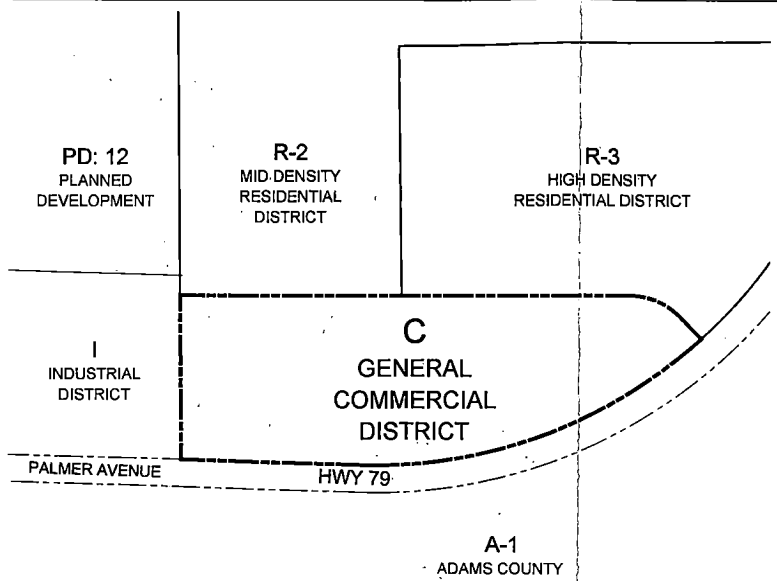 PD: 12
PLANNED
DEVELOPMENT
R-2
MID DENSITY
RESIDENTIAL
DISTRICT
R-3
HIGH DENSITY
RESIDENTIAL DISTRICT
I
INDUSTRIAL
DISTRICT
C
GENERAL
COMMERCIAL
DISTRICT
PALMER AVENUE
HWY 79
A-1
ADAMS COUNTY